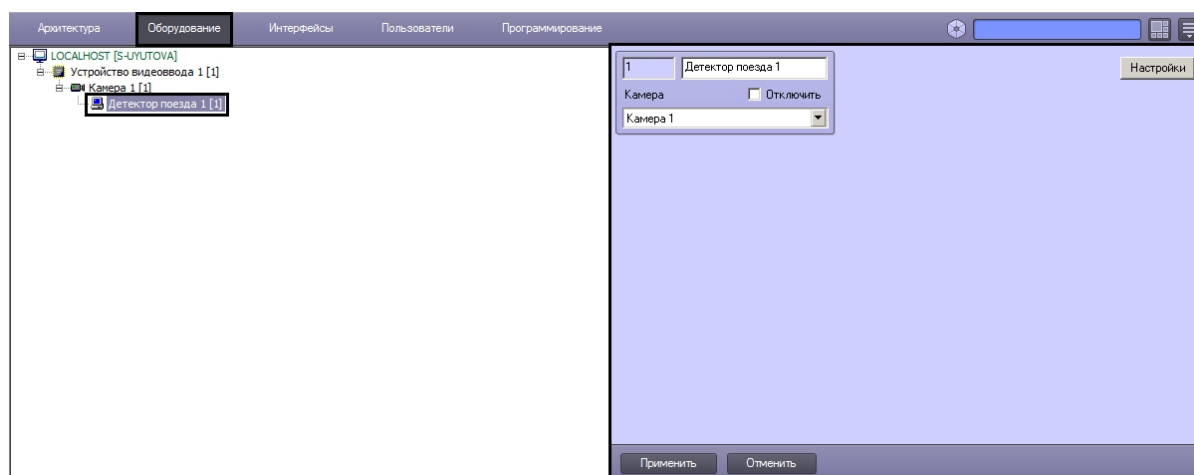 Архитектура Оборудование Интерфейсы Пользователи Программирование
LOCALHOST [S-UYUTOVA]
Устройство видеоввода 1 [1]
Камера 1 [1]
Детектор поезда 1 [1]
1 Детектор поезда 1 Настройки
Камера Отключить
Камера 1
Применить Отменить